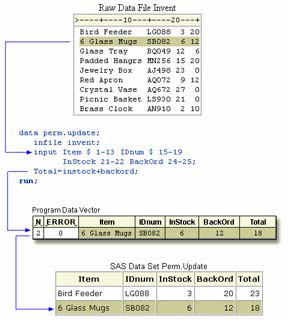 Raw Data File Invent
>----+----10---+----20---+
Bird Feeder LG088 3 20
6 Glass Mugs SB082 6 12
Glass Tray BQ049 12 6
Padded Hangrs MN256 15 20
Jewelry Box AJ498 23 0
Red Apron AQ072 9 12
Crystal Vase AQ672 27 0
Picnic Basket LS930 21 0
Brass Clock AN910 2 10
data perm.update;
infile invent;
input Item $ 1-13 IDnum $ 15-19
InStock 21-22 BackOrd 24-25;
Total=instock+backord;
run;
Program Data Vector
_N_ _ERROR_ Item IDnum InStock BackOrd Total
2 0 6 Glass Mugs SB082 6 12 18
SAS Data Set Perm.Update
Item IDnum InStock BackOrd Total
Bird Feeder LG088 3 20 23
6 Glass Mugs SB082 6 12 18